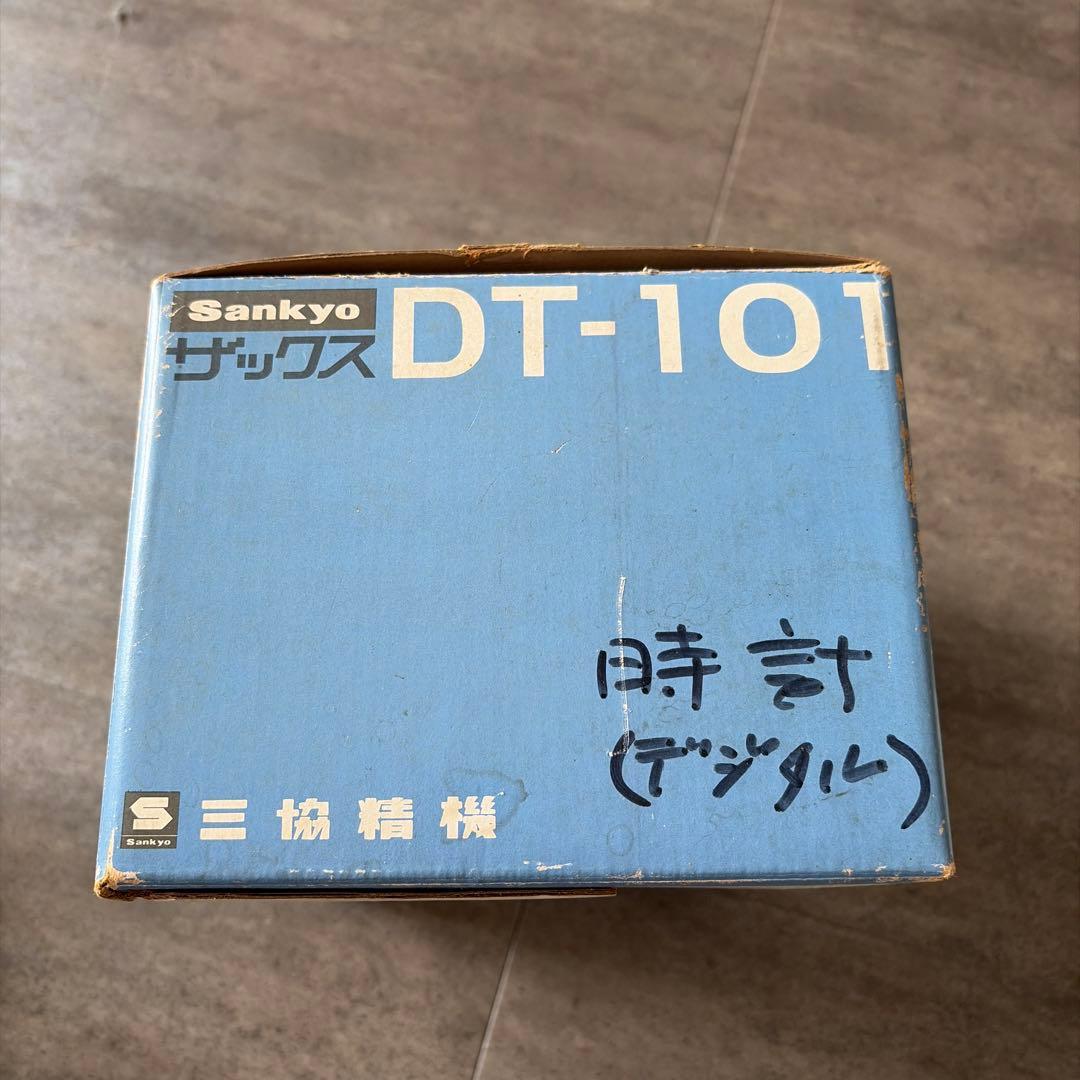 Sankyo
ザックス
DT-101
時計
(デジタル)
Sankyo
三協精機